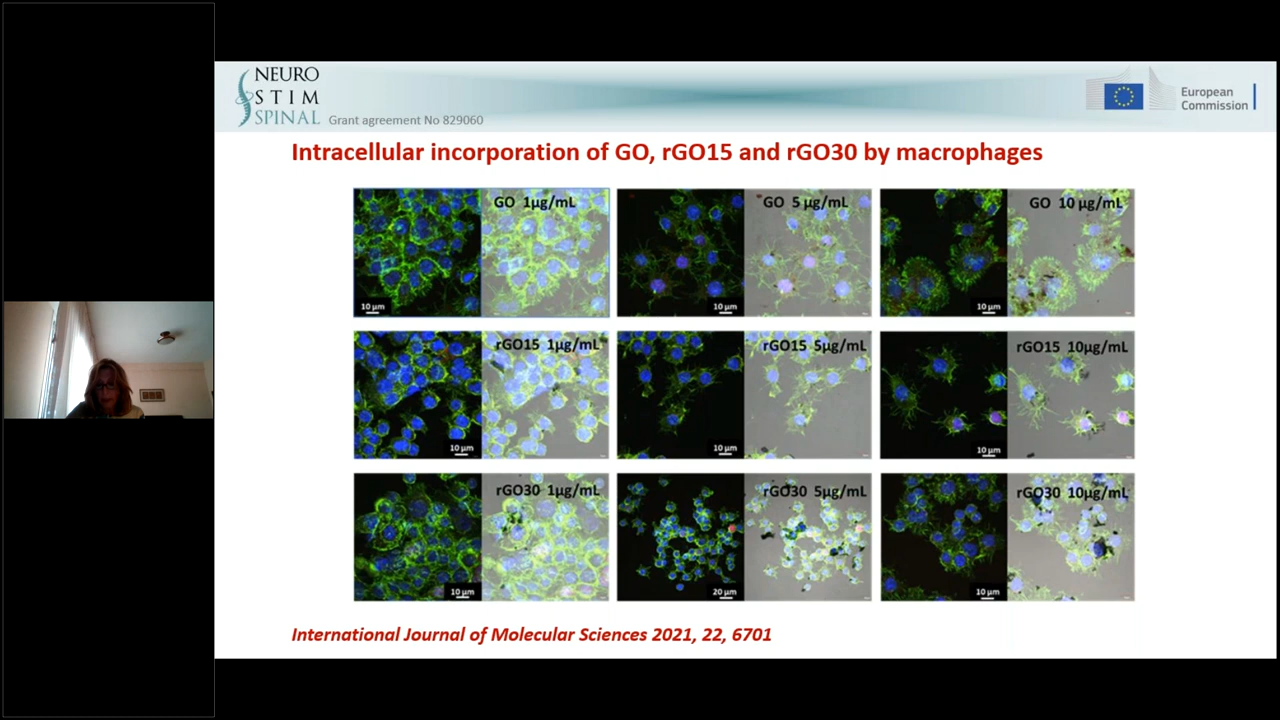 NEURO
STIM
SPINAL
Grant agreement No 829060
European
Commission
Intracellular incorporation of GO, rGO15 and rGO30 by macrophages
GO 1µg/mL
10 µm
GO 5 µg/mL
10 µm
GO 10 µg/mL
10 µm
rGO15 1µg/mL
10 µm
rGO15 5µg/mL
10 µm
rGO15 10µg/mL
10 µm
rGO30 1µg/mL
10 µm
rGO30 5µg/mL
20 µm
rGO30 10µg/mL
10 µm
International Journal of Molecular Sciences 2021, 22, 6701